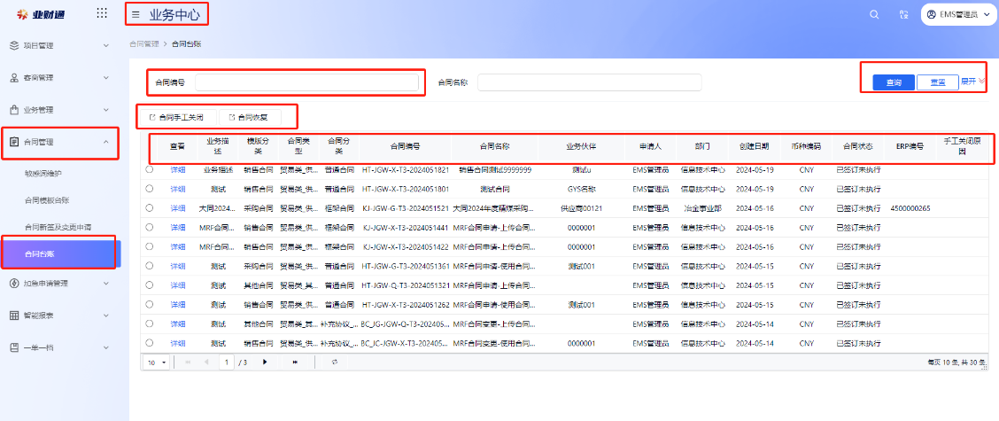 业财通
业务中心
EMS管理员
合同管理 > 合同台账
项目管理
客商管理
业务管理
合同管理
敏感词维护
合同模板台账
合同新签及变更申请
合同台账
加急申请管理
智能报表
一单一档
合同编号 合同名称 查询 重置 展开
合同手工关闭 合同恢复
查看 业务描述 模版分类 合同类型 合同分类 合同编号 合同名称 业务伙伴 申请人 部门 创建日期 币种编码 合同状态 ERP编号 手工关闭原因
详细 业务描述 销售合同 贸易类_供... 普通合同 HT-JGW-X-T3-2024051821 销售合同测试9999999 测试u EMS管理员 信息技术中心 2024-05-19 CNY 已签订未执行
详细 测试 销售合同 贸易类_供... 普通合同 HT-JGW-X-T3-2024051801 测试合同 GYS名称 EMS管理员 信息技术中心 2024-05-19 CNY 已签订未执行
详细 大同2024... 采购合同 贸易类_供... 框架合同 KJ-JGW-G-T3-2024051521 大同2024年度精煤采购... 供应商00121 EMS管理员 冶金事业部 2024-05-16 CNY 已签订未执行 4500000265
详细 MRF合同... 销售合同 贸易类_供... 框架合同 KJ-JGW-X-T3-2024051441 MRF合同申请-上传合同... 0000001 EMS管理员 信息技术中心 2024-05-16 CNY 已签订未执行
详细 MRF合同... 销售合同 贸易类_供... 框架合同 KJ-JGW-X-T3-2024051422 MRF合同申请-上传合同... 0000001 EMS管理员 信息技术中心 2024-05-16 CNY 已签订未执行
详细 测试 采购合同 贸易类_供... 普通合同 HT-JGW-G-T3-2024051361 MRF合同申请-使用合同... 测试001 EMS管理员 信息技术中心 2024-05-15 CNY 已签订未执行
详细 测试 其他合同 贸易类_其... 普通合同 HT-JGW-Q-T3-2024051321 MRF合同申请-上传合同... EMS管理员 信息技术中心 2024-05-15 CNY 已签订未执行
详细 测试 销售合同 贸易类_供... 普通合同 HT-JGW-X-T3-2024051262 MRF合同申请-使用合同... 测试001 EMS管理员 信息技术中心 2024-05-15 CNY 已签订未执行
详细 测试 其他合同 贸易类_其... 补充协议_... BC_JG-JGW-Z-T3-202405... MRF合同变更-上传合同... EMS管理员 信息技术中心 2024-05-14 CNY 已签订未执行
详细 测试 销售合同 贸易类_供... 补充协议_... BC_JC-JGW-X-T3-202405... MRF合同变更-使用合同... 0000001 EMS管理员 信息技术中心 2024-05-14 CNY 已签订未执行
10 1 / 3 每页 10 条, 共 30 条.